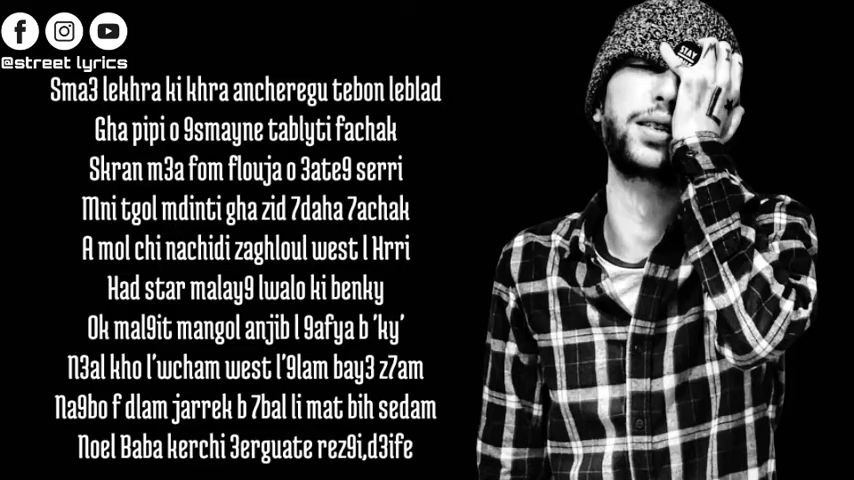 @street lyrics
Sma3 lekhra ki khra ancheregu tebon leblad
Gha pipi o 9smayne tablyti fachak
Skran m3a fom flouja o 3ate9 serri
Mni tgol mdinti gha zid 7daha 7achak
A mol chi nachidi zaghloul west l Hrri
Had star malay9 lwalo ki benky
Ok mal9it mangol anjib l 9afya b 'ky'
N3al kho l'wcham west l'9lam bay3 z7am
Na9bo f dlam jarrek b 7bal li mat bih sedam
Noel Baba kerchi 3erguate rez9i,d3ife
STAY